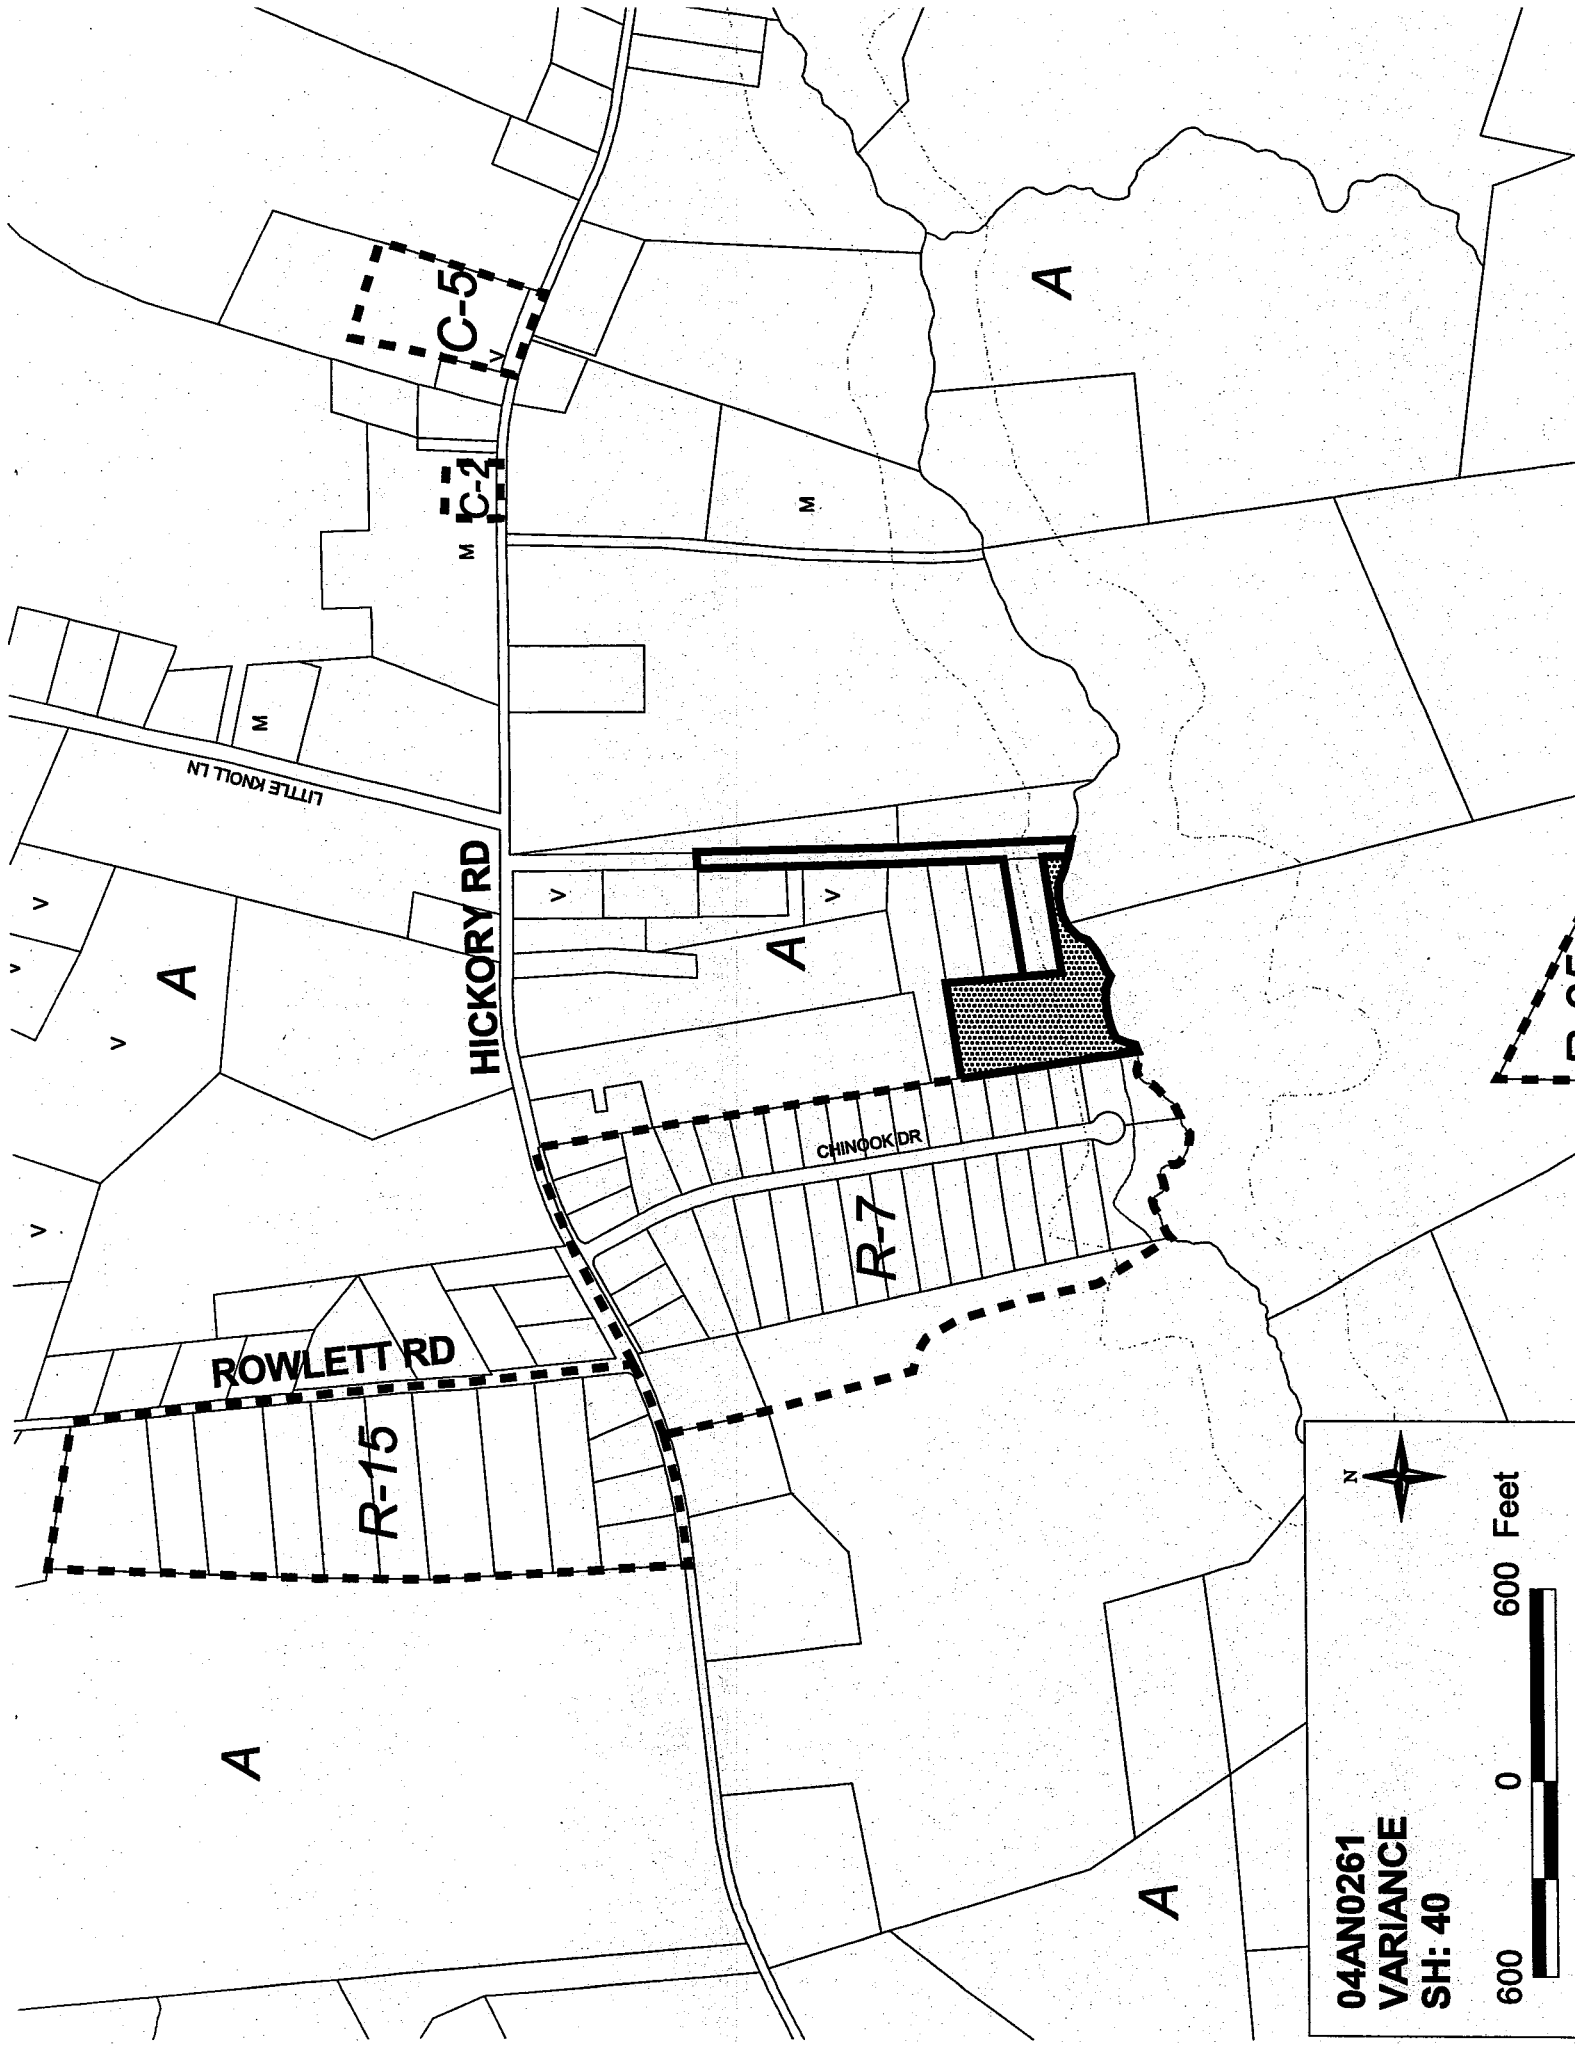 V
V
V
V
A
A
LITTLE KNOLL LN
M
ROWLETT RD
R-15
C-5
V
M
C-2
HICKORY RD
V
A
M
V
CHINOOK DR
R-7
A
A
N
04AN0261
VARIANCE
SH: 40
600 0 600 Feet